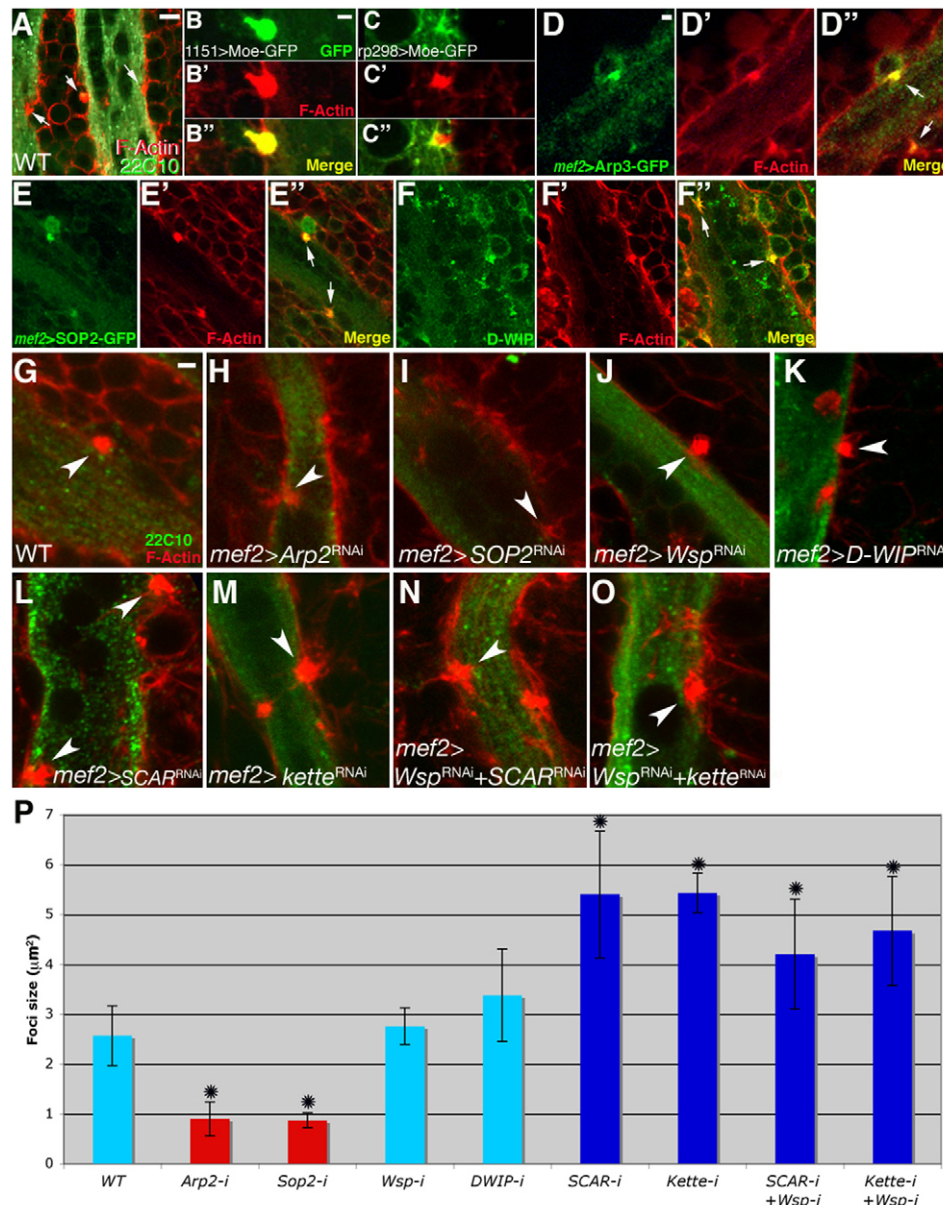 A
F-Actin
22C10
WT
B
1151>Moe-GFP
GFP
B'
F-Actin
B"
Merge
C
rp298>Moe-GFP
C'
C"
D
mef2>Arp3-GFP
D'
F-Actin
D"
Merge
E
mef2>SOP2-GFP
E'
F-Actin
E"
Merge
F
D-WIP
F'
F-Actin
F"
Merge
G
22C10
F-Actin
WT
H
mef2>Arp2RNAi
I
mef2>SOP2RNAi
J
mef2>WspRNAi
K
mef2>D-WIPRNAi
L
mef2>SCARRNAi
M
mef2>ketteRNAi
N
mef2>
WspRNAi+SCARRNAi
O
mef2>
WspRNAi+ketteRNAi
P
Foci size (µm2)
7
6
5
4
3
2
1
0
WT
Arp2-i
Sop2-i
Wsp-i
DWIP-i
SCAR-i
Kette-i
SCAR-i
+Wsp-i
Kette-i
+Wsp-i